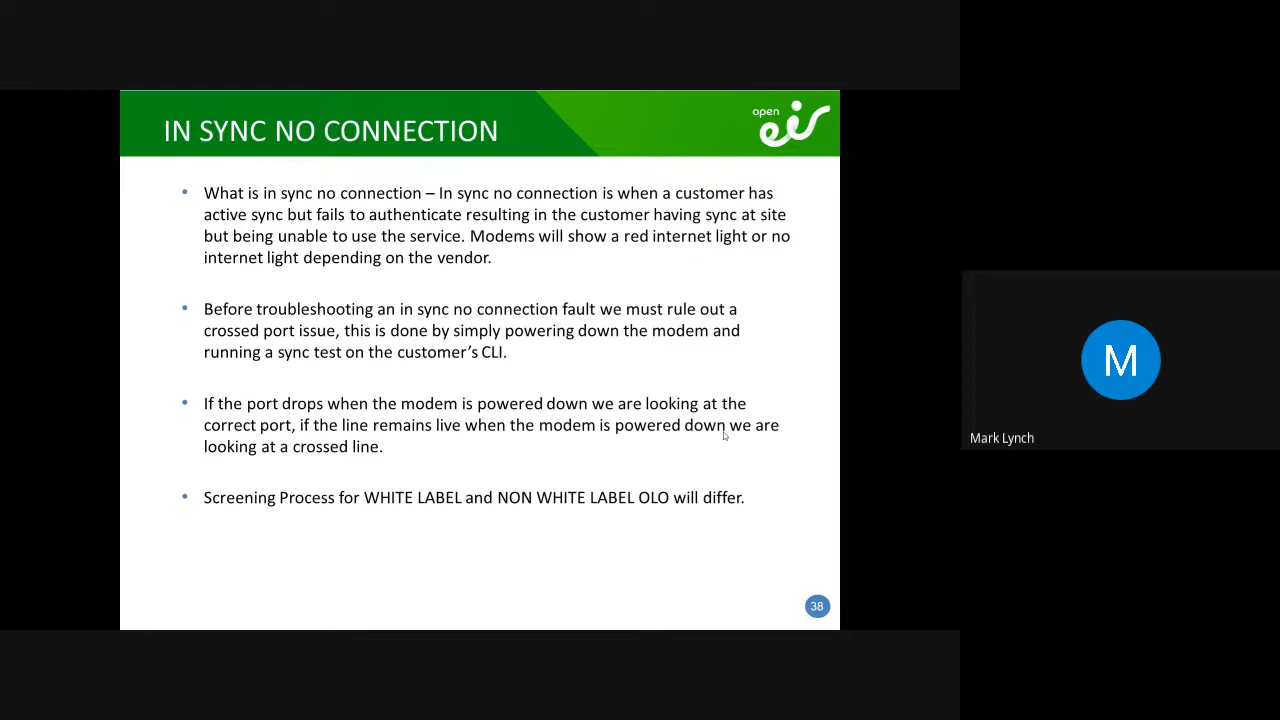 IN SYNC NO CONNECTION
open
eir
• What is in sync no connection – In sync no connection is when a customer has
active sync but fails to authenticate resulting in the customer having sync at site
but being unable to use the service. Modems will show a red internet light or no
internet light depending on the vendor.
• Before troubleshooting an in sync no connection fault we must rule out a
crossed port issue, this is done by simply powering down the modem and
running a sync test on the customer’s CLI.
• If the port drops when the modem is powered down we are looking at the
correct port, if the line remains live when the modem is powered down we are
looking at a crossed line.
• Screening Process for WHITE LABEL and NON WHITE LABEL OLO will differ.
38
M
Mark Lynch